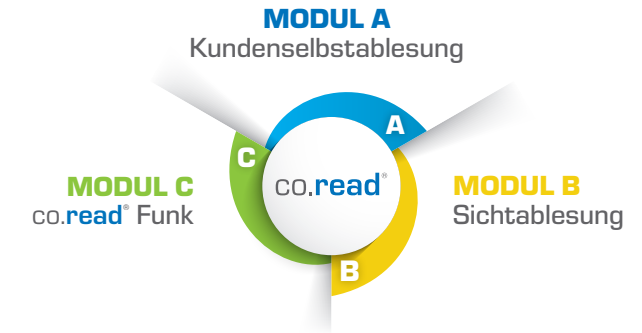 MODUL A
Kundenselbstablesung
A
C
co.read®
MODUL C
co.read® Funk
MODUL B
Sichtablesung
B